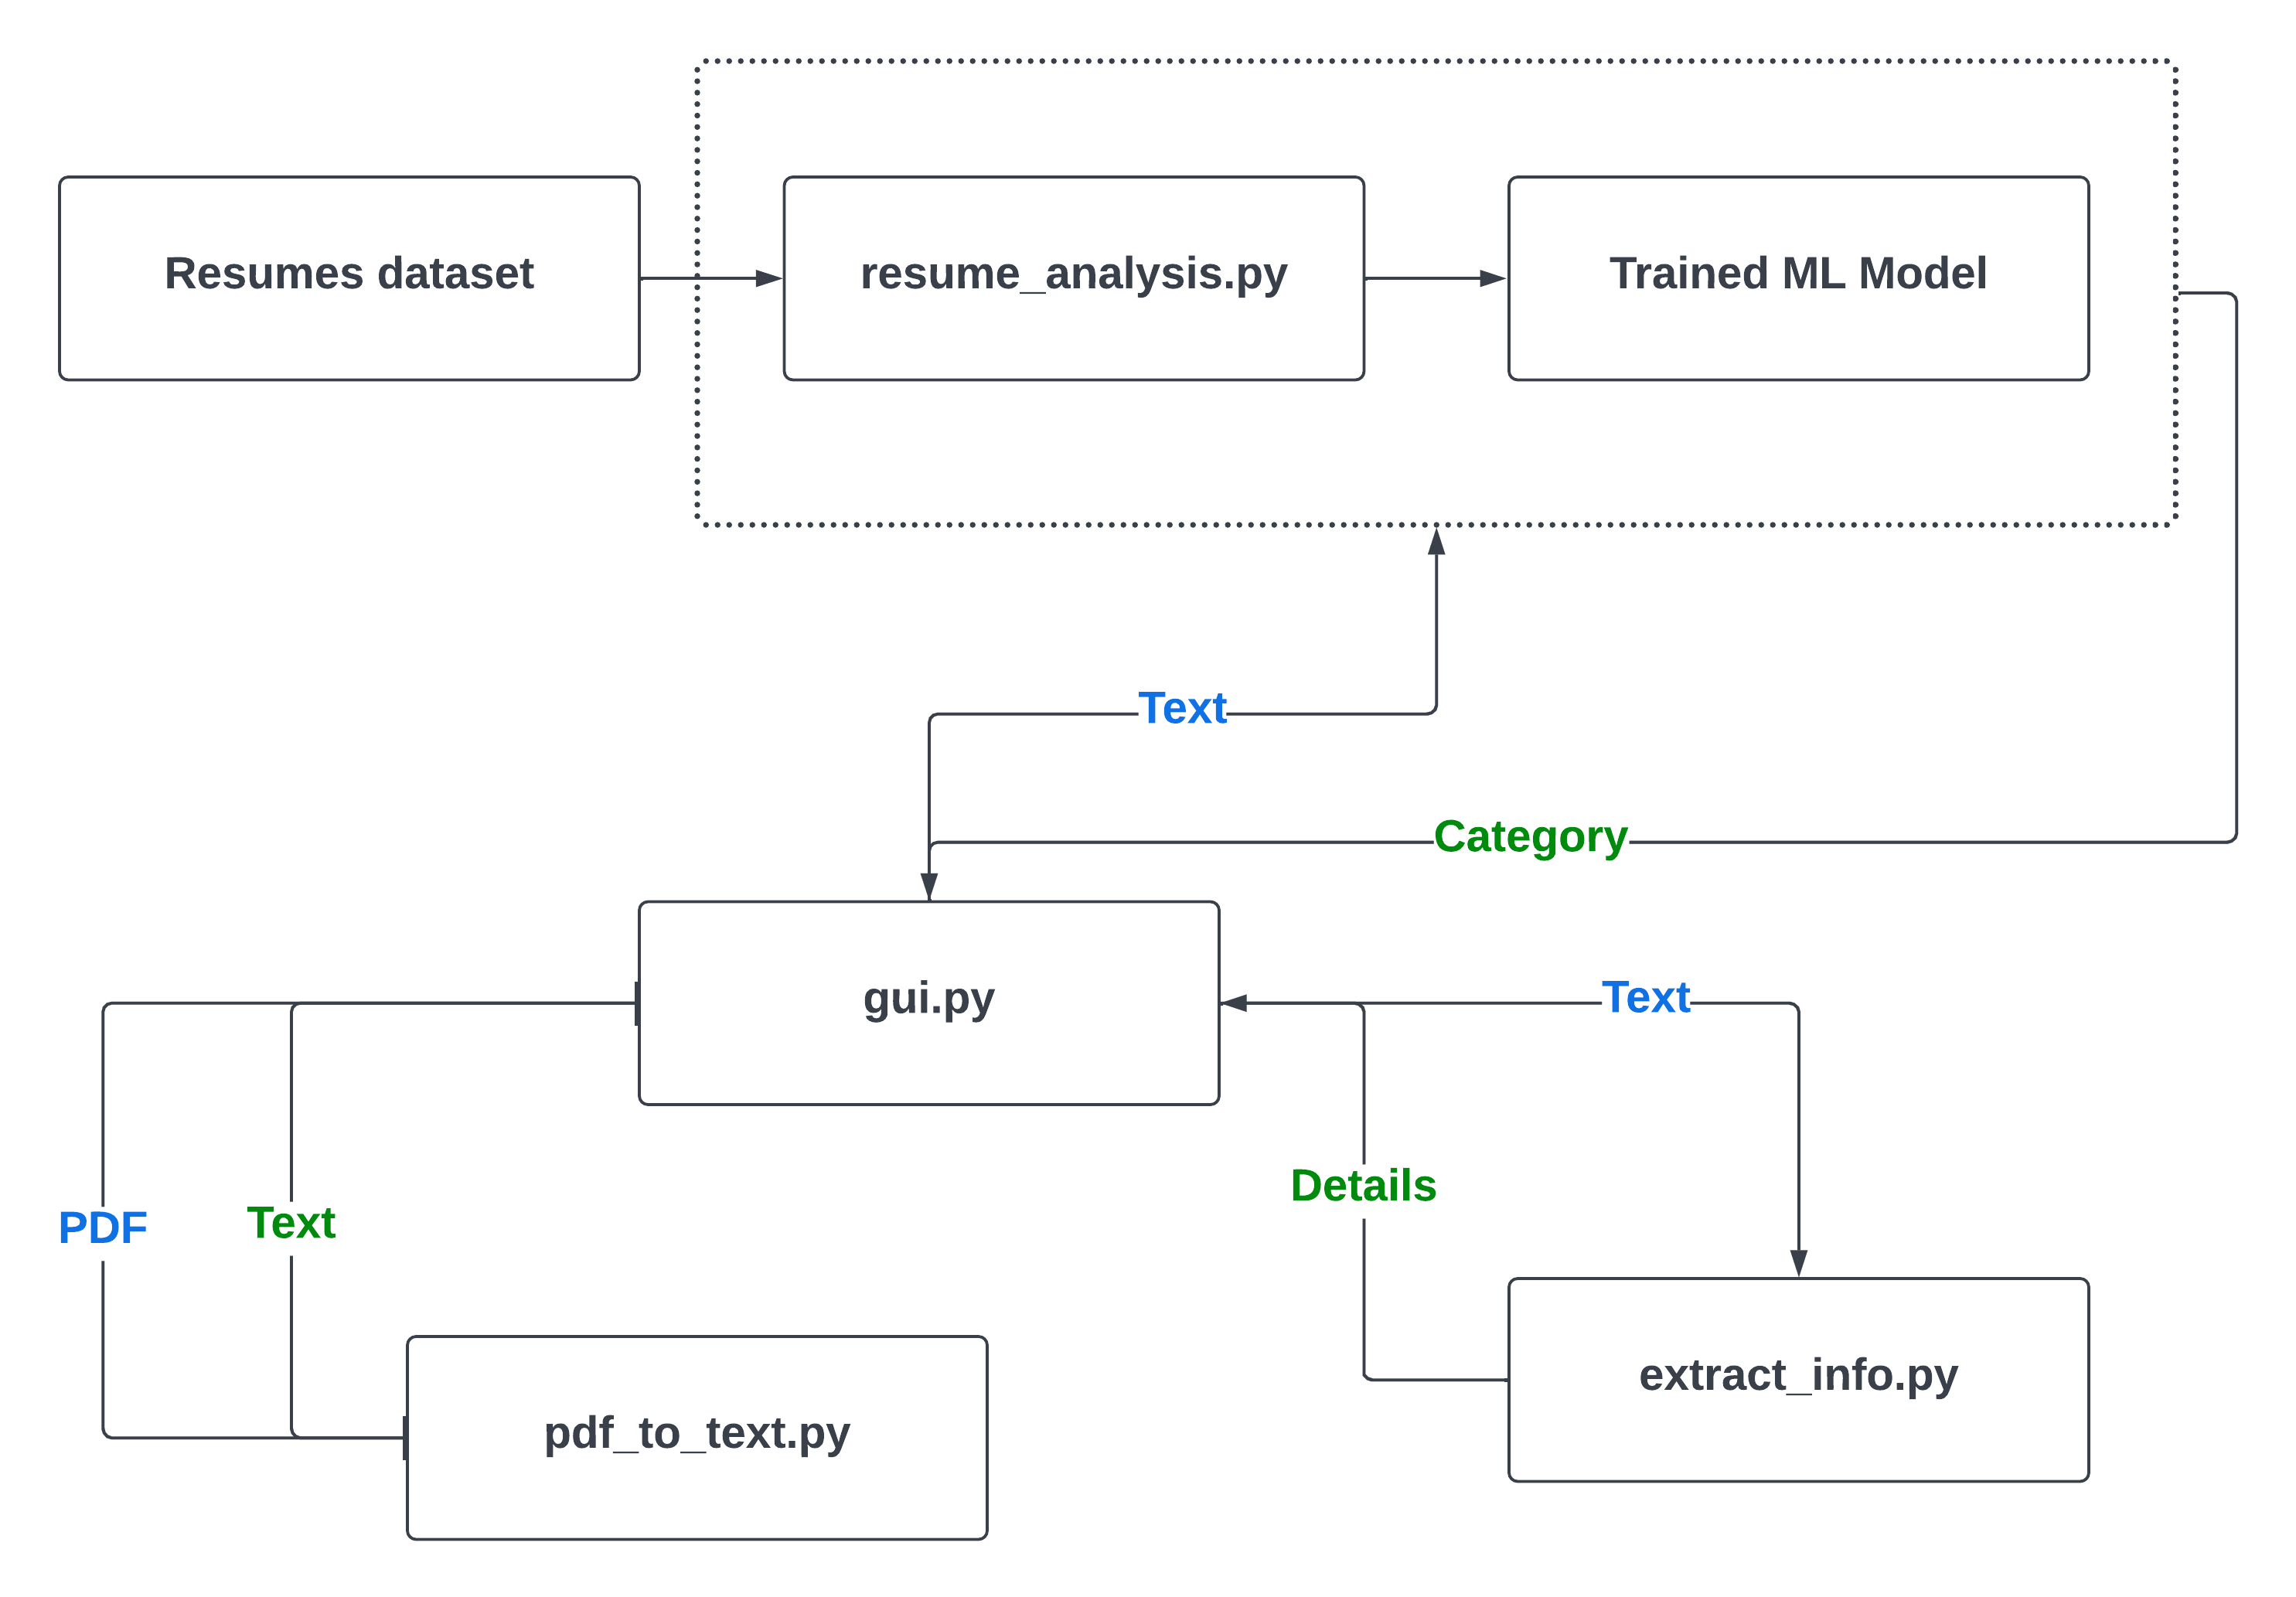 Resumes dataset
resume_analysis.py
Trained ML Model
Text
Category
gui.py
Text
Details
PDF
Text
extract_info.py
pdf_to_text.py